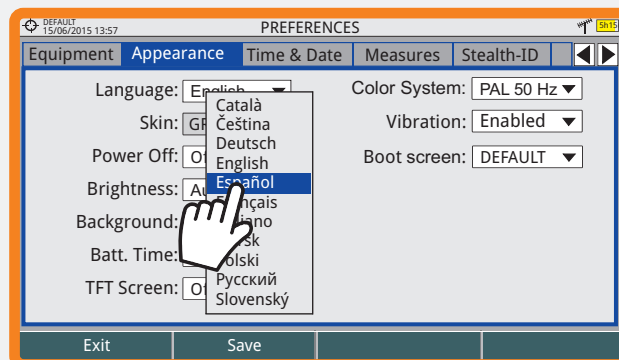 DEFAULT
15/06/2015 13:57
PREFERENCES
5h15
Equipment Appearance Time & Date Measures Stealth-ID
Language: English
Color System: PAL 50 Hz
Skin:
Vibration: Enabled
Power Off:
Boot screen: DEFAULT
Brightness:
Background:
Batt. Time:
TFT Screen:
Català
Čeština
Deutsch
English
Español
Русский
Slovenský
Exit Save